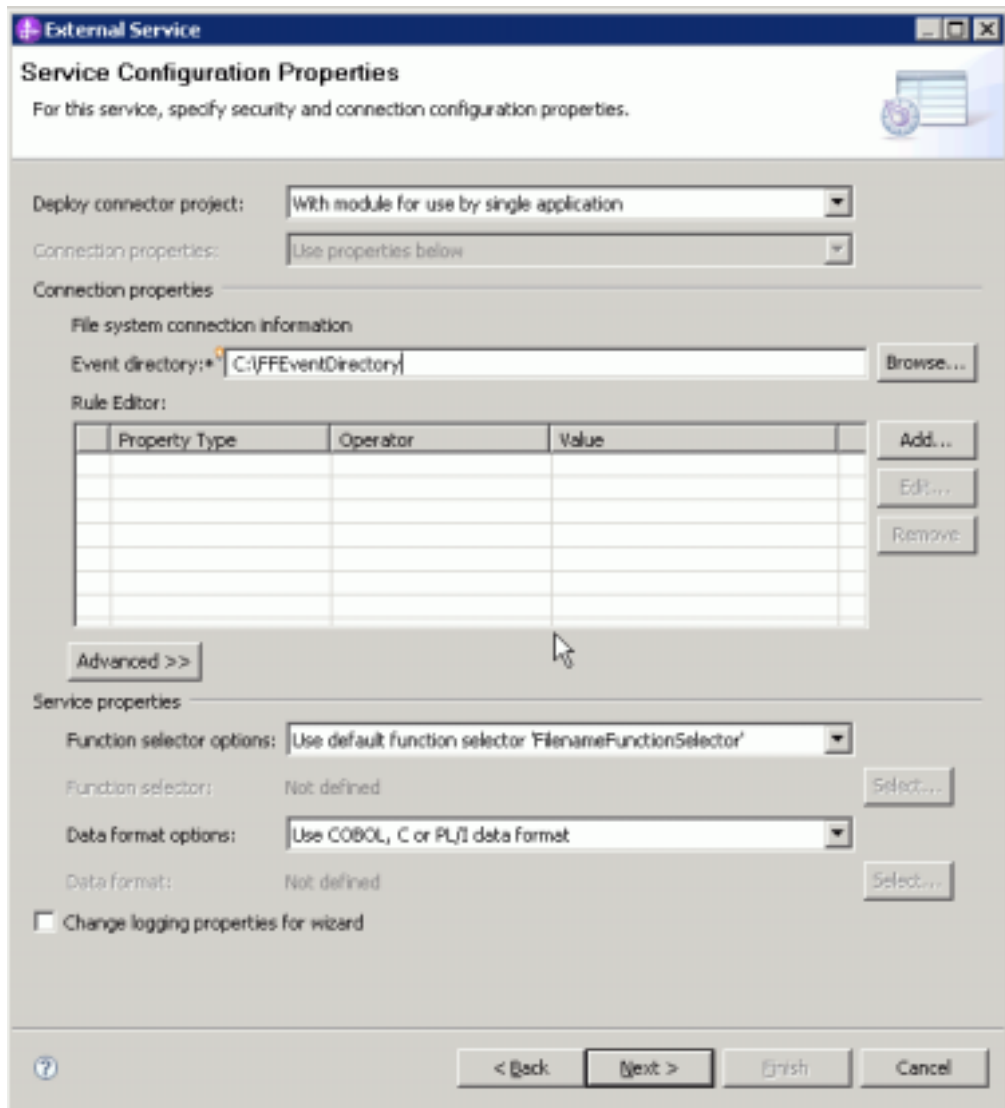 External Service
Service Configuration Properties
For this service, specify security and connection configuration properties.
Deploy connector project: With module for use by single application
Connection properties: Use properties below
Connection properties
File system connection information
Event directory:* C:\FFEventDirectory Browse...
Rule Editor:
Property Type Operator Value Add...
Edit...
Remove
Advanced >>
Service properties
Function selector options: Use default function selector 'FilenameFunctionSelector'
Function selector: Not defined Select...
Data format options: Use COBOL, C or PL/I data format
Data format: Not defined Select...
Change logging properties for wizard
? < Back Next > Finish Cancel